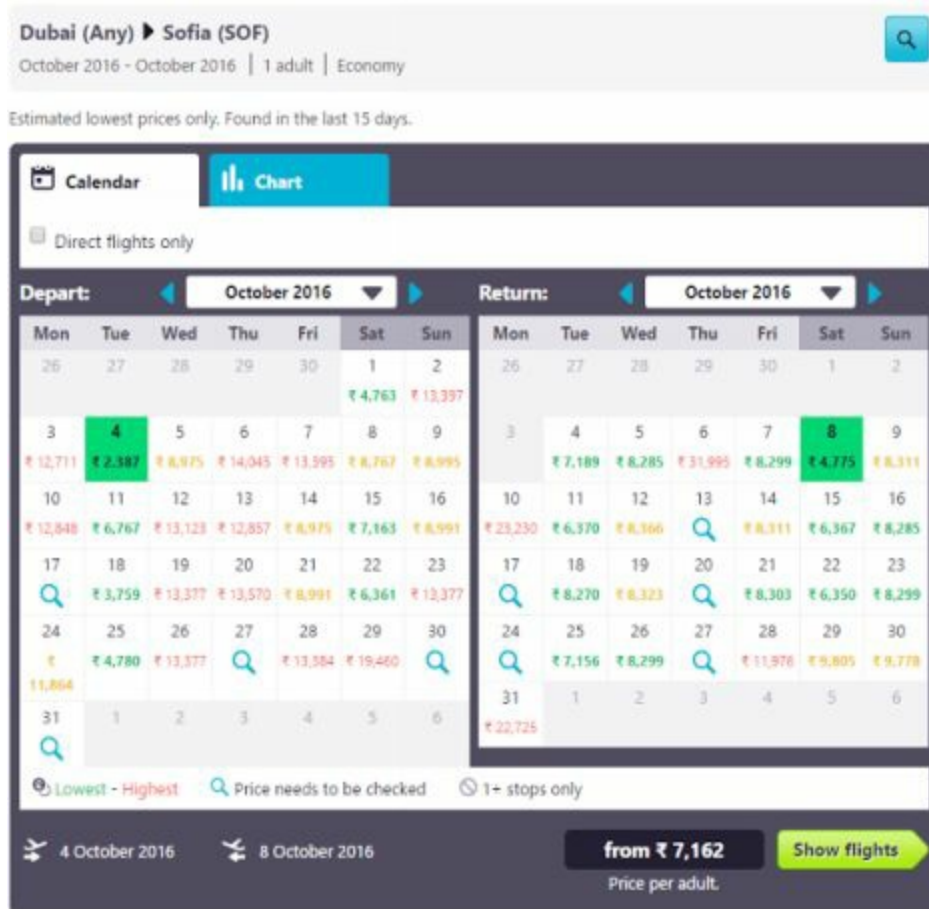 Dubai (Any) ▶ Sofia (SOF)
October 2016 - October 2016 | 1 adult | Economy
Estimated lowest prices only. Found in the last 15 days.
Calendar
Chart
Direct flights only
Depart: October 2016
Mon Tue Wed Thu Fri Sat Sun
26 27 28 29 30 1 2
₹ 4,763 ₹ 13,397
3 4 5 6 7 8 9
₹ 12,711 ₹ 2,387 ₹ 8,975 ₹ 14,045 ₹ 13,595 ₹ 8,767 ₹ 8,995
10 11 12 13 14 15 16
₹ 12,848 ₹ 6,767 ₹ 13,123 ₹ 12,857 ₹ 8,975 ₹ 7,163 ₹ 8,991
17 18 19 20 21 22 23
₹ 3,759 ₹ 13,377 ₹ 13,570 ₹ 8,991 ₹ 6,361 ₹ 13,377
24 25 26 27 28 29 30
₹ 11,864 ₹ 4,780 ₹ 13,377 ₹ 13,384 ₹ 19,460
31 1 2 3 4 5 6
Return: October 2016
Mon Tue Wed Thu Fri Sat Sun
26 27 28 29 30 1 2
3 4 5 6 7 8 9
₹ 7,189 ₹ 8,285 ₹ 31,995 ₹ 8,299 ₹ 4,775 ₹ 8,311
10 11 12 13 14 15 16
₹ 23,230 ₹ 6,370 ₹ 8,366 ₹ 8,311 ₹ 6,367 ₹ 8,285
17 18 19 20 21 22 23
₹ 8,270 ₹ 8,323 ₹ 8,303 ₹ 6,350 ₹ 8,299
24 25 26 27 28 29 30
₹ 7,156 ₹ 8,299 ₹ 11,976 ₹ 9,805 ₹ 9,778
31 1 2 3 4 5 6
₹ 22,725
Lowest - Highest Price needs to be checked 1+ stops only
4 October 2016 8 October 2016 from ₹ 7,162 Show flights
Price per adult.